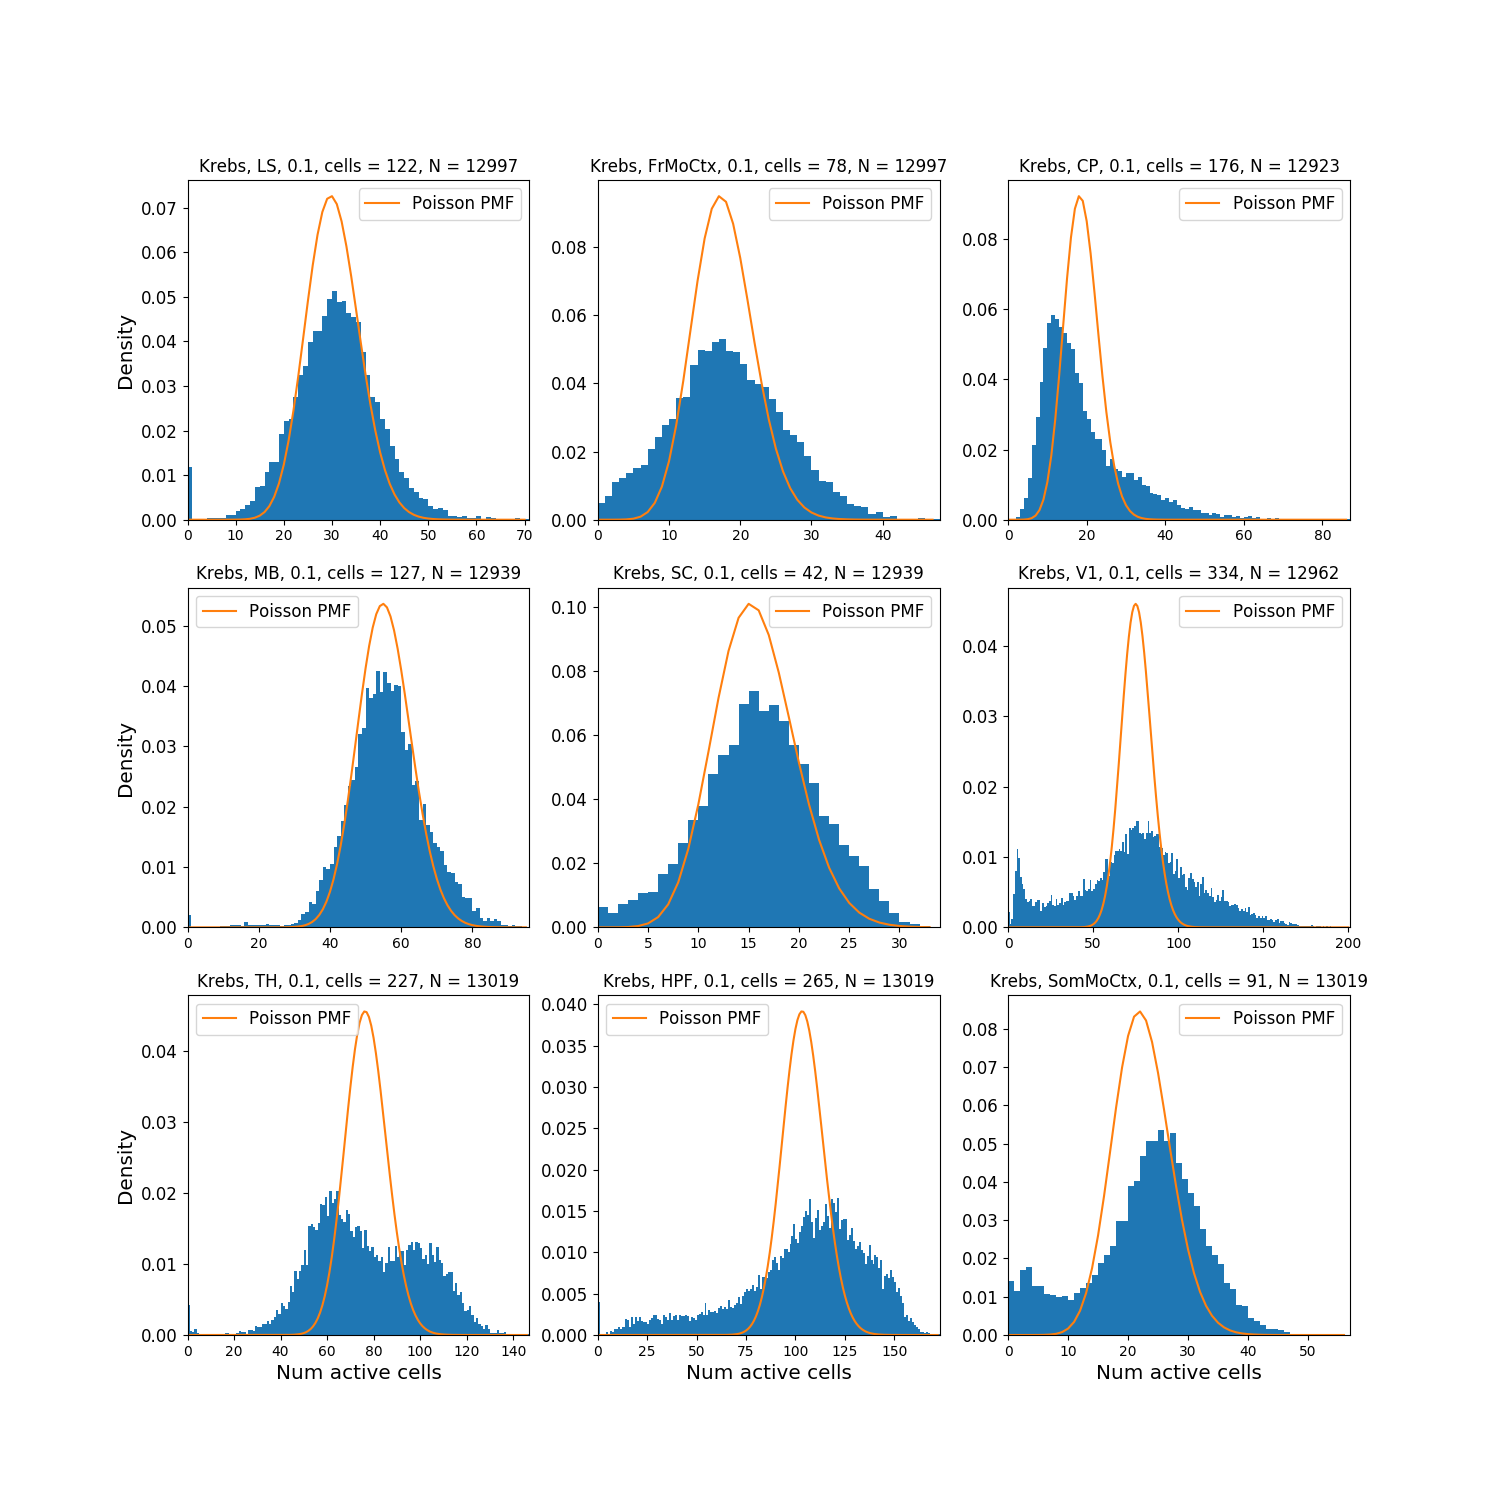 Krebs, LS, 0.1, cells = 122, N = 12997
Krebs, FrMoCtx, 0.1, cells = 78, N = 12997
Krebs, CP, 0.1, cells = 176, N = 12923
Poisson PMF
Poisson PMF
Poisson PMF
Density
0.07
0.06
0.05
0.04
0.03
0.02
0.01
0.00
0 10 20 30 40 50 60 70
0.08
0.06
0.04
0.02
0.00
0 20 40
0.08
0.06
0.04
0.02
0.00
0 20 40 60 80
Krebs, MB, 0.1, cells = 127, N = 12939
Krebs, SC, 0.1, cells = 42, N = 12939
Krebs, V1, 0.1, cells = 334, N = 12962
Poisson PMF
Poisson PMF
Poisson PMF
Density
0.05
0.04
0.03
0.02
0.01
0.00
0 20 40 60 80
0.10
0.08
0.06
0.04
0.02
0.00
0 5 10 15 20 25 30
0.04
0.03
0.02
0.01
0.00
0 50 100 150 200
Krebs, TH, 0.1, cells = 227, N = 13019
Krebs, HPF, 0.1, cells = 265, N = 13019
Krebs, SomMoCtx, 0.1, cells = 91, N = 13019
Poisson PMF
Poisson PMF
Poisson PMF
Density
0.04
0.03
0.02
0.01
0.00
0 20 40 60 80 100 120 140
Num active cells
0.040
0.035
0.030
0.025
0.020
0.015
0.010
0.005
0.000
0 25 50 75 100 125 150
Num active cells
0.08
0.07
0.06
0.05
0.04
0.03
0.02
0.01
0.00
0 10 20 30 40 50
Num active cells